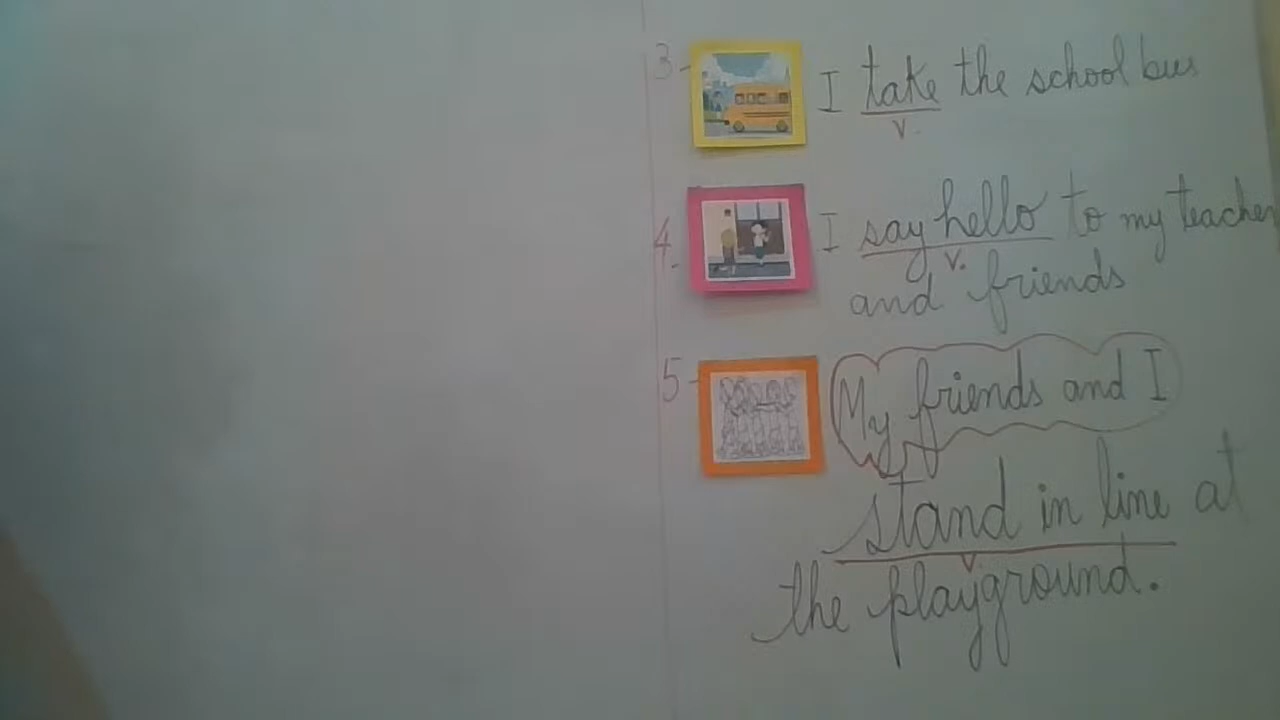 3- I take the school bus
v.
4. I say hello to my teacher
v.
and friends
5- My friends and I
stand in line at
v.
the playground.